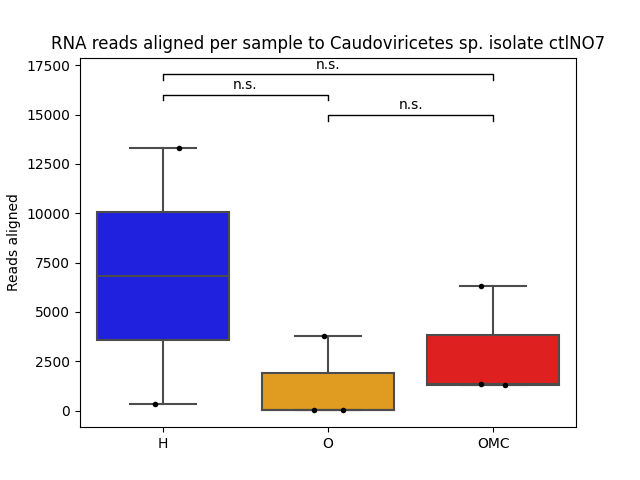 RNA reads aligned per sample to Caudoviricetes sp. isolate ctlNO7
n.s.
n.s.
n.s.
17500
15000
12500
10000
7500
5000
2500
0
Reads aligned
H O OMC